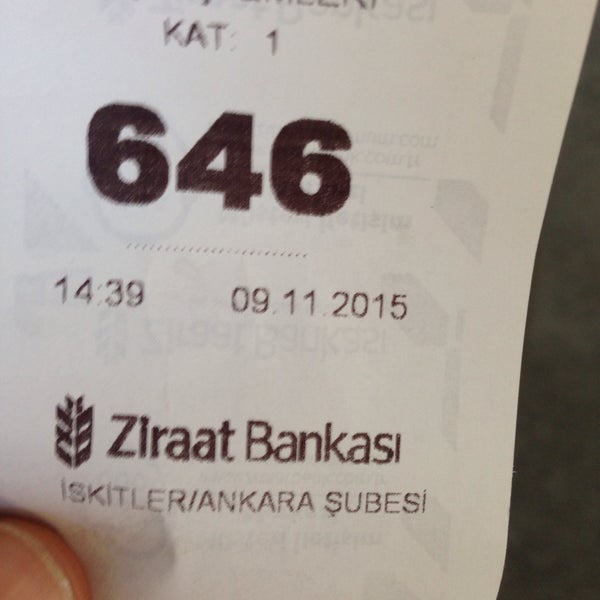 KAT: 1
646
14:39 09.11.2015
Ziraat Bankası
İSKİTLER/ANKARA ŞUBESİ